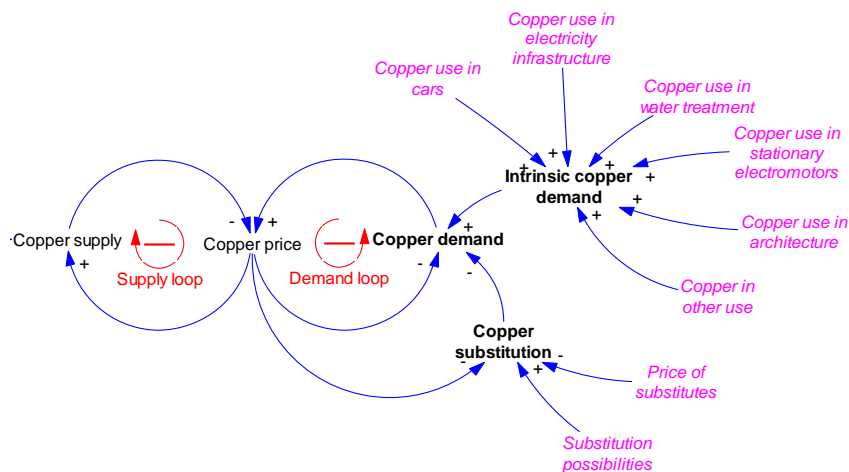 Copper use in
electricity
infrastructure
Copper use in
cars
Copper use in
water treatment
Copper use in
stationary
electromotors
+
+
+
+
+
Intrinsic copper
demand
+
+
Copper use in
architecture
-
+
+
Copper supply
Copper price
Copper demand
+
-
-
Supply loop
Demand loop
Copper in
other use
Copper
substitution
-
-
+
Price of
substitutes
Substitution
possibilities